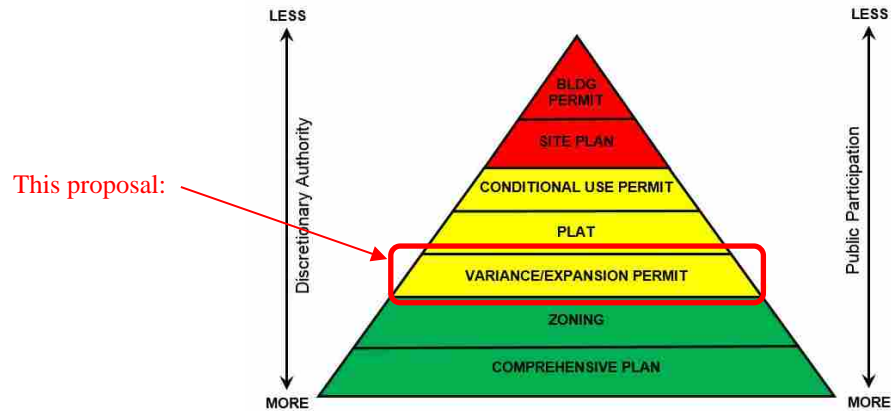 LESS
LESS
BLDG
PERMIT
SITE PLAN
This proposal:
Discretionary Authority
CONDITIONAL USE PERMIT
Public Participation
PLAT
VARIANCE/EXPANSION PERMIT
ZONING
COMPREHENSIVE PLAN
MORE
MORE